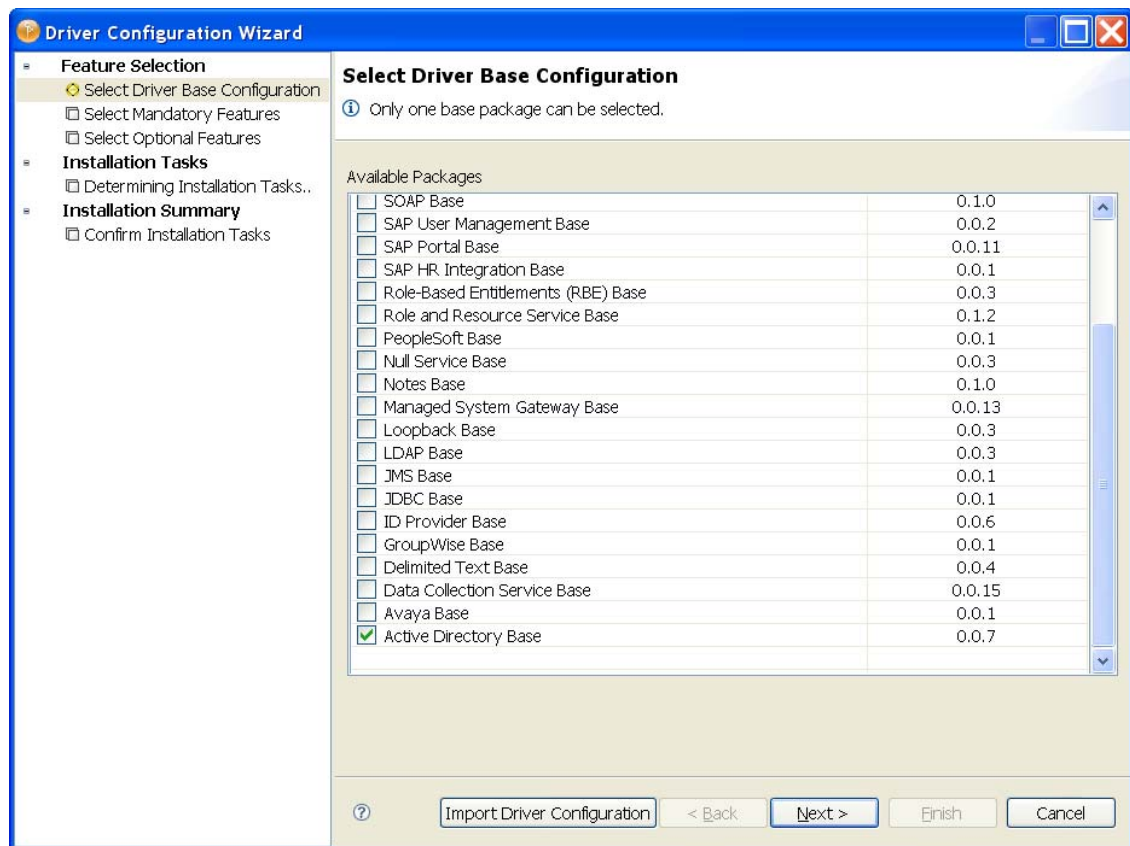 Driver Configuration Wizard
Feature Selection
Select Driver Base Configuration
Select Mandatory Features
Select Optional Features
Installation Tasks
Determining Installation Tasks..
Installation Summary
Confirm Installation Tasks
Select Driver Base Configuration
Only one base package can be selected.
Available Packages
SOAP Base 0.1.0
SAP User Management Base 0.0.2
SAP Portal Base 0.0.11
SAP HR Integration Base 0.0.1
Role-Based Entitlements (RBE) Base 0.0.3
Role and Resource Service Base 0.1.2
PeopleSoft Base 0.0.1
Null Service Base 0.0.3
Notes Base 0.1.0
Managed System Gateway Base 0.0.13
Loopback Base 0.0.3
LDAP Base 0.0.3
JMS Base 0.0.1
JDBC Base 0.0.1
ID Provider Base 0.0.6
GroupWise Base 0.0.1
Delimited Text Base 0.0.4
Data Collection Service Base 0.0.15
Avaya Base 0.0.1
Active Directory Base 0.0.7
Import Driver Configuration < Back Next > Finish Cancel